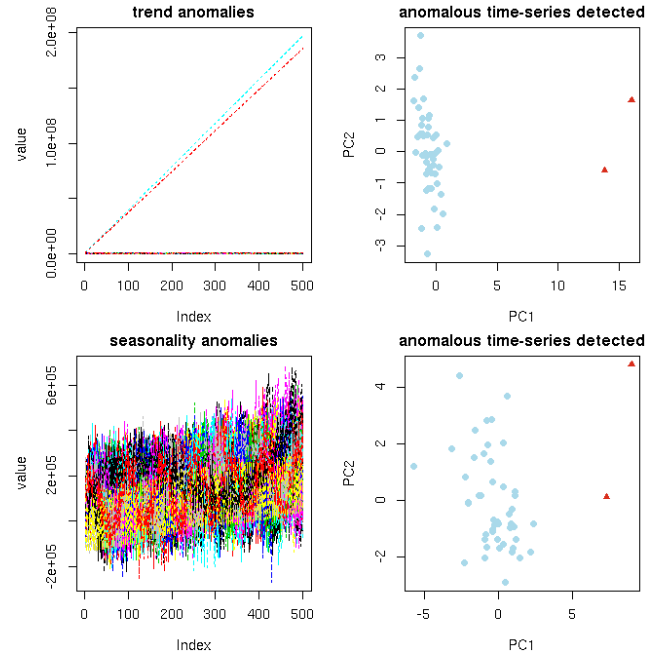 trend anomalies
value
0.0e+00 1.0e+08 2.0e+08
0 100 200 300 400 500
Index
anomalous time-series detected
PC2
-3 -2 -1 0 1 2 3
0 5 10 15
PC1
seasonality anomalies
value
-2e+05 2e+05 6e+05
0 100 200 300 400 500
Index
anomalous time-series detected
PC2
-2 0 2 4
-5 0 5
PC1